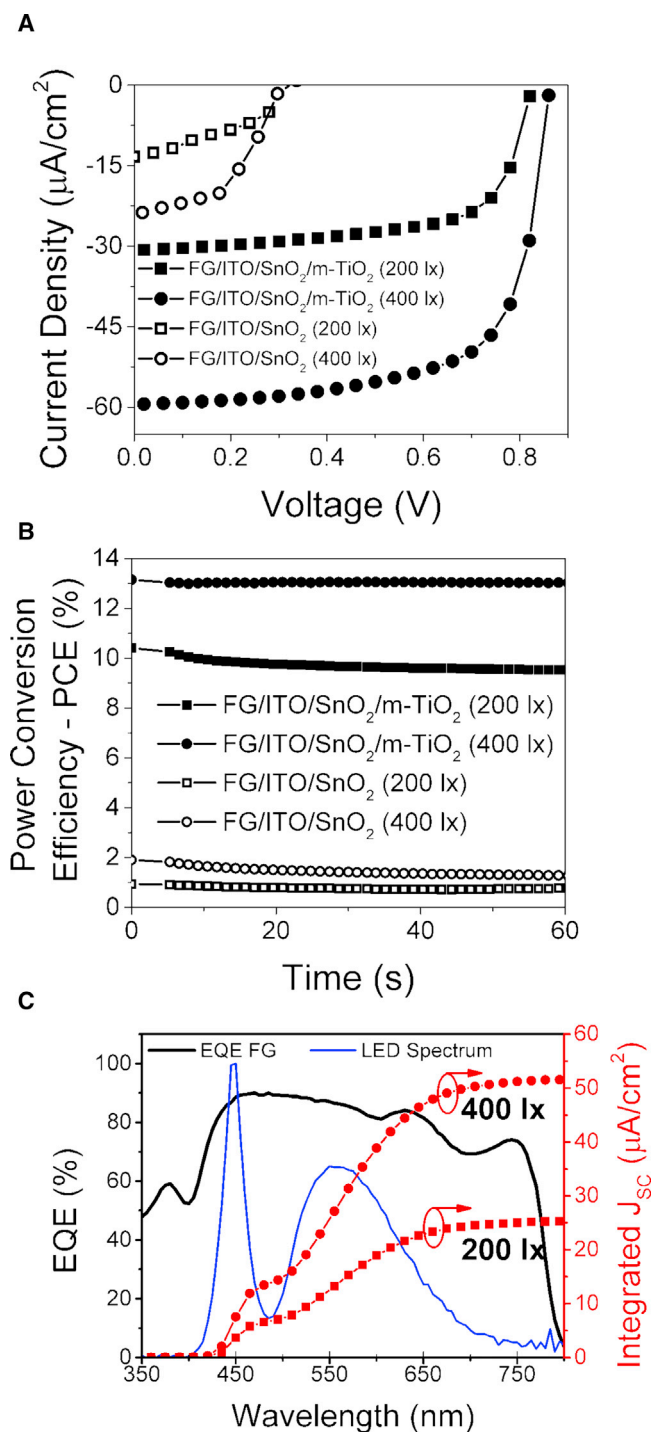 A
Current Density (µA/cm²)
0
-15
-30
-45
-60
FG/ITO/SnO₂/m-TiO₂ (200 lx)
FG/ITO/SnO₂/m-TiO₂ (400 lx)
FG/ITO/SnO₂ (200 lx)
FG/ITO/SnO₂ (400 lx)
0.0 0.2 0.4 0.6 0.8
Voltage (V)
B
Power Conversion
Efficiency - PCE (%)
14
12
10
8
6
4
2
0
FG/ITO/SnO₂/m-TiO₂ (200 lx)
FG/ITO/SnO₂/m-TiO₂ (400 lx)
FG/ITO/SnO₂ (200 lx)
FG/ITO/SnO₂ (400 lx)
0 20 40 60
Time (s)
C
EQE (%)
100
80
60
40
20
0
EQE FG LED Spectrum
400 lx
200 lx
60
50
40
30
20
10
0
Integrated J_SC (µA/cm²)
350 450 550 650 750
Wavelength (nm)